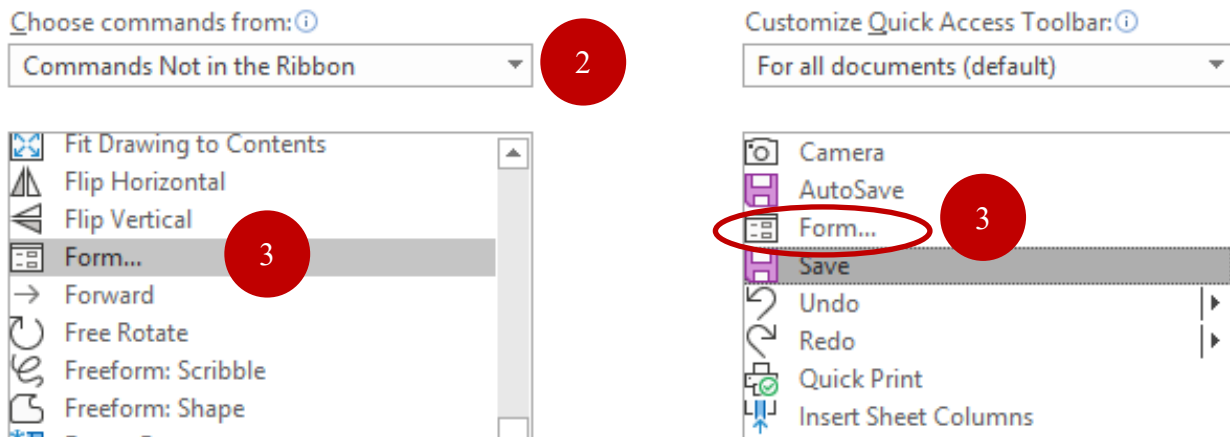 Choose commands from:
Commands Not in the Ribbon
2
Fit Drawing to Contents
Flip Horizontal
Flip Vertical
Form...
3
Forward
Free Rotate
Freeform: Scribble
Freeform: Shape
Customize Quick Access Toolbar:
For all documents (default)
Camera
AutoSave
Form...
3
Save
Undo
Redo
Quick Print
Insert Sheet Columns